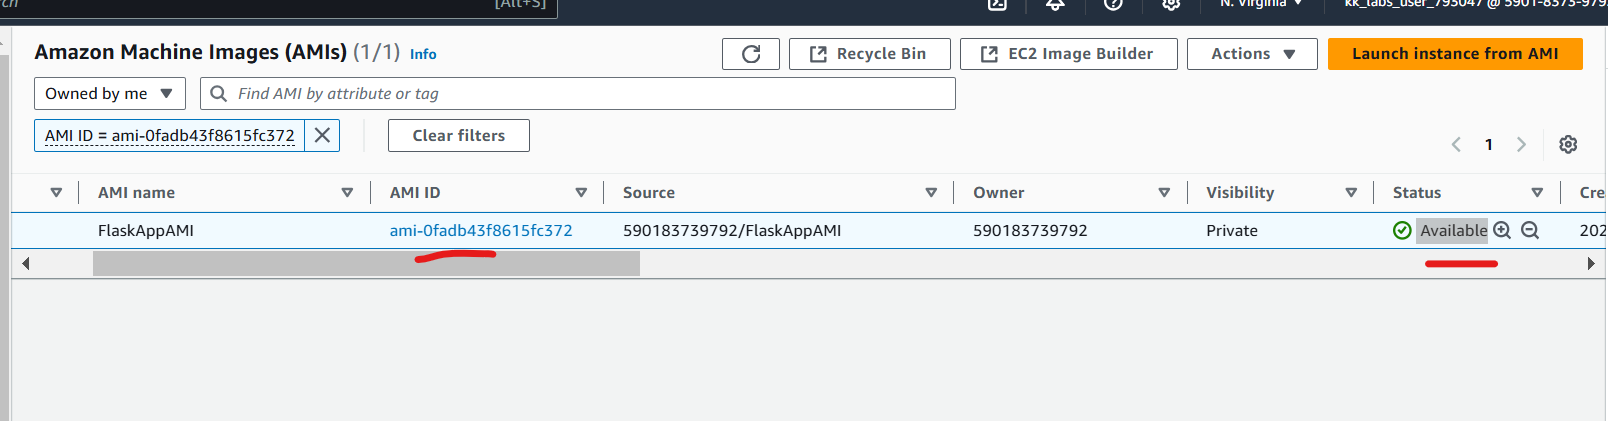 [Alt+S] N. Virginia kk_labs_user_793047 @ 5901-8373-979
Amazon Machine Images (AMIs) (1/1) Info Recycle Bin EC2 Image Builder Actions Launch instance from AMI
Owned by me Find AMI by attribute or tag
AMI ID = ami-0fadb43f8615fc372 Clear filters
1
AMI name AMI ID Source Owner Visibility Status Cre
FlaskAppAMI ami-0fadb43f8615fc372 590183739792/FlaskAppAMI 590183739792 Private Available 202